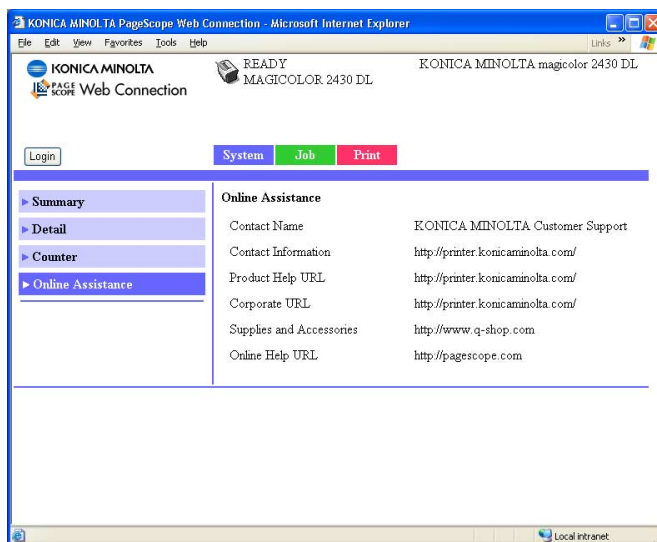 KONICA MINOLTA PageScope Web Connection - Microsoft Internet Explorer
File Edit View Favorites Tools Help
Links »
KONICA MINOLTA
PAGE SCOPE Web Connection
READY
MAGICOLOR 2430 DL
KONICA MINOLTA magicolor 2430 DL
Login
System Job Print
Summary
Detail
Counter
Online Assistance
Online Assistance
Contact Name KONICA MINOLTA Customer Support
Contact Information http://printer.konicaminolta.com/
Product Help URL http://printer.konicaminolta.com/
Corporate URL http://printer.konicaminolta.com/
Supplies and Accessories http://www.q-shop.com
Online Help URL http://pagescope.com
Local intranet